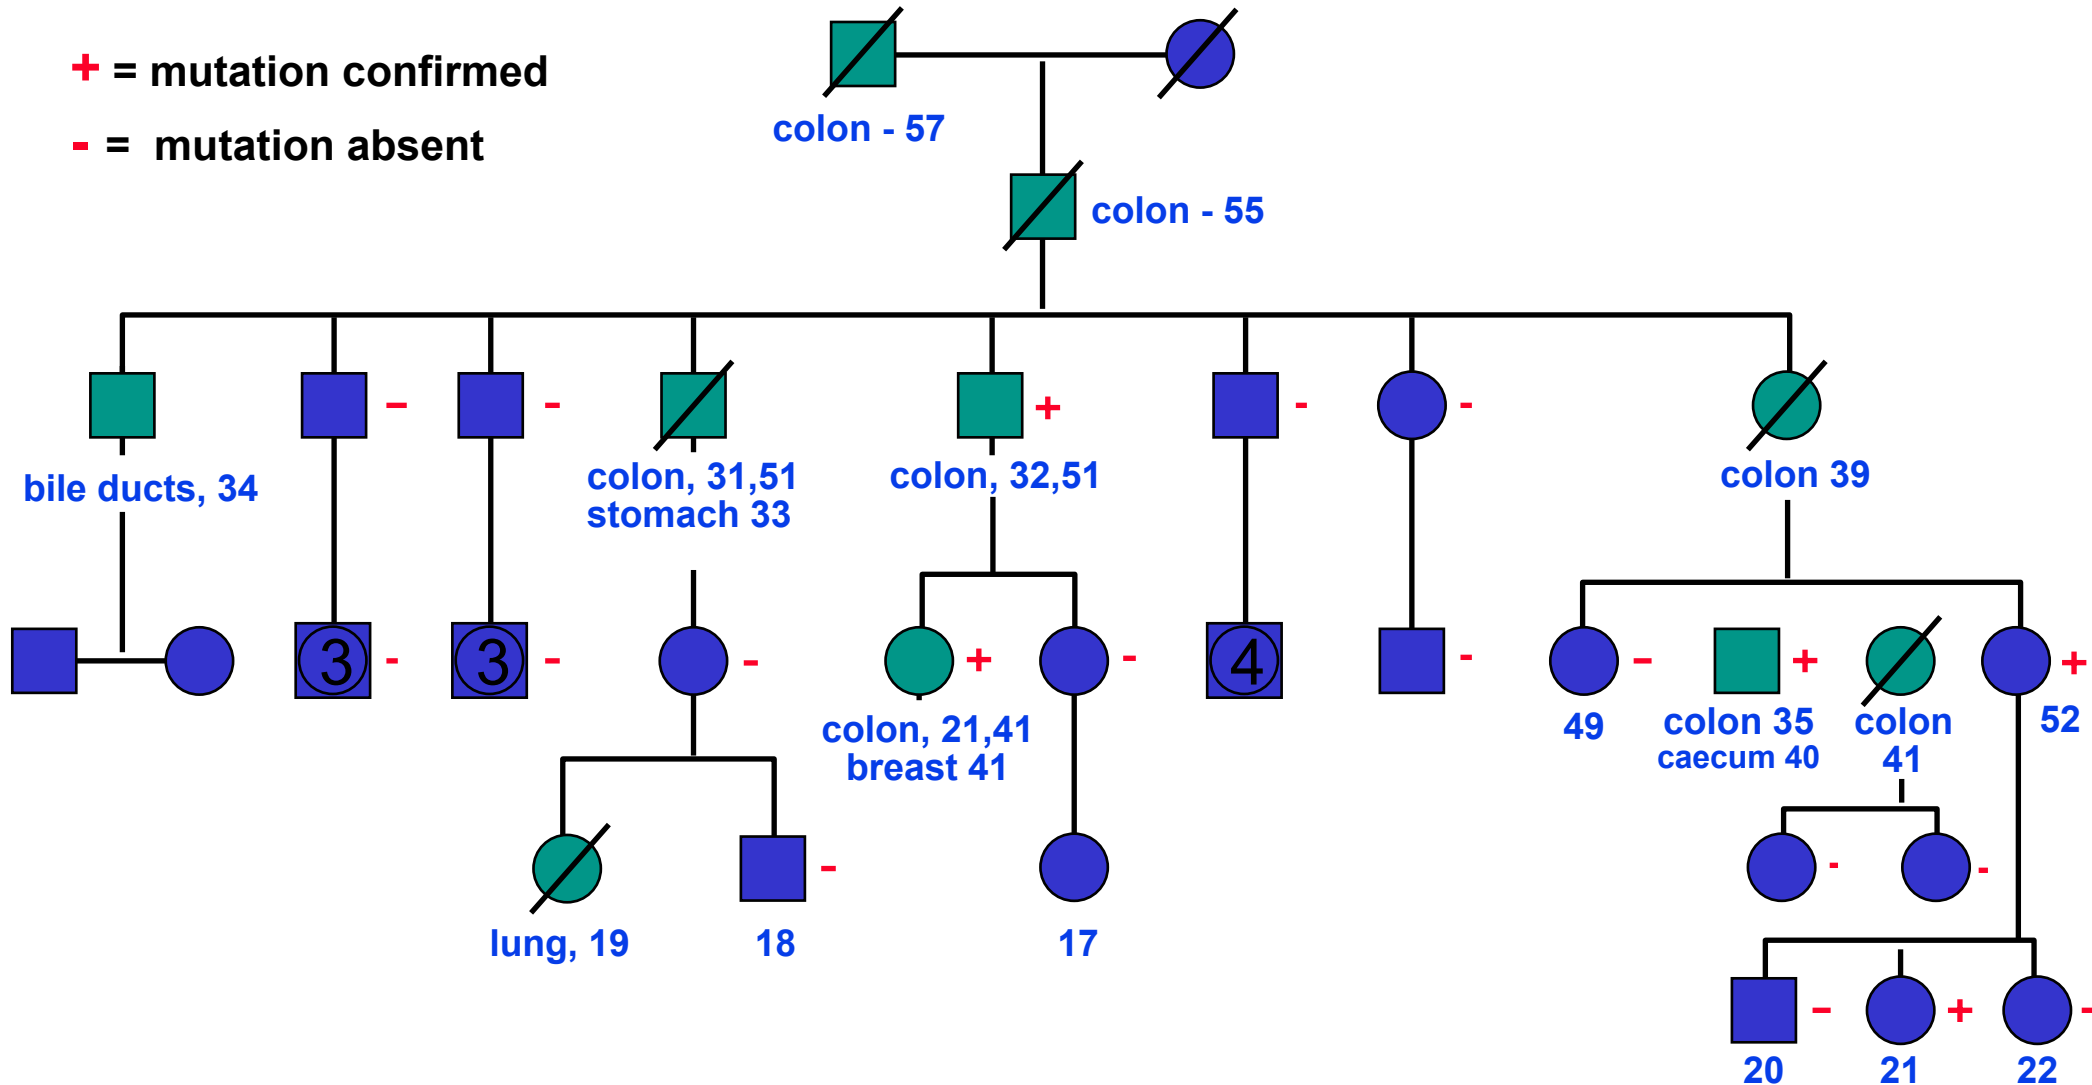 + = mutation confirmed
- = mutation absent
colon - 57
colon - 55
– - + - -
bile ducts, 34
colon, 31,51
stomach 33
colon, 32,51
colon 39
3 - 3 - - + - 4 - – + +
colon, 21,41
breast 41
49
colon 35
caecum 40
colon
41
52
- - -
lung, 19
18
17
– + -
20
21
22